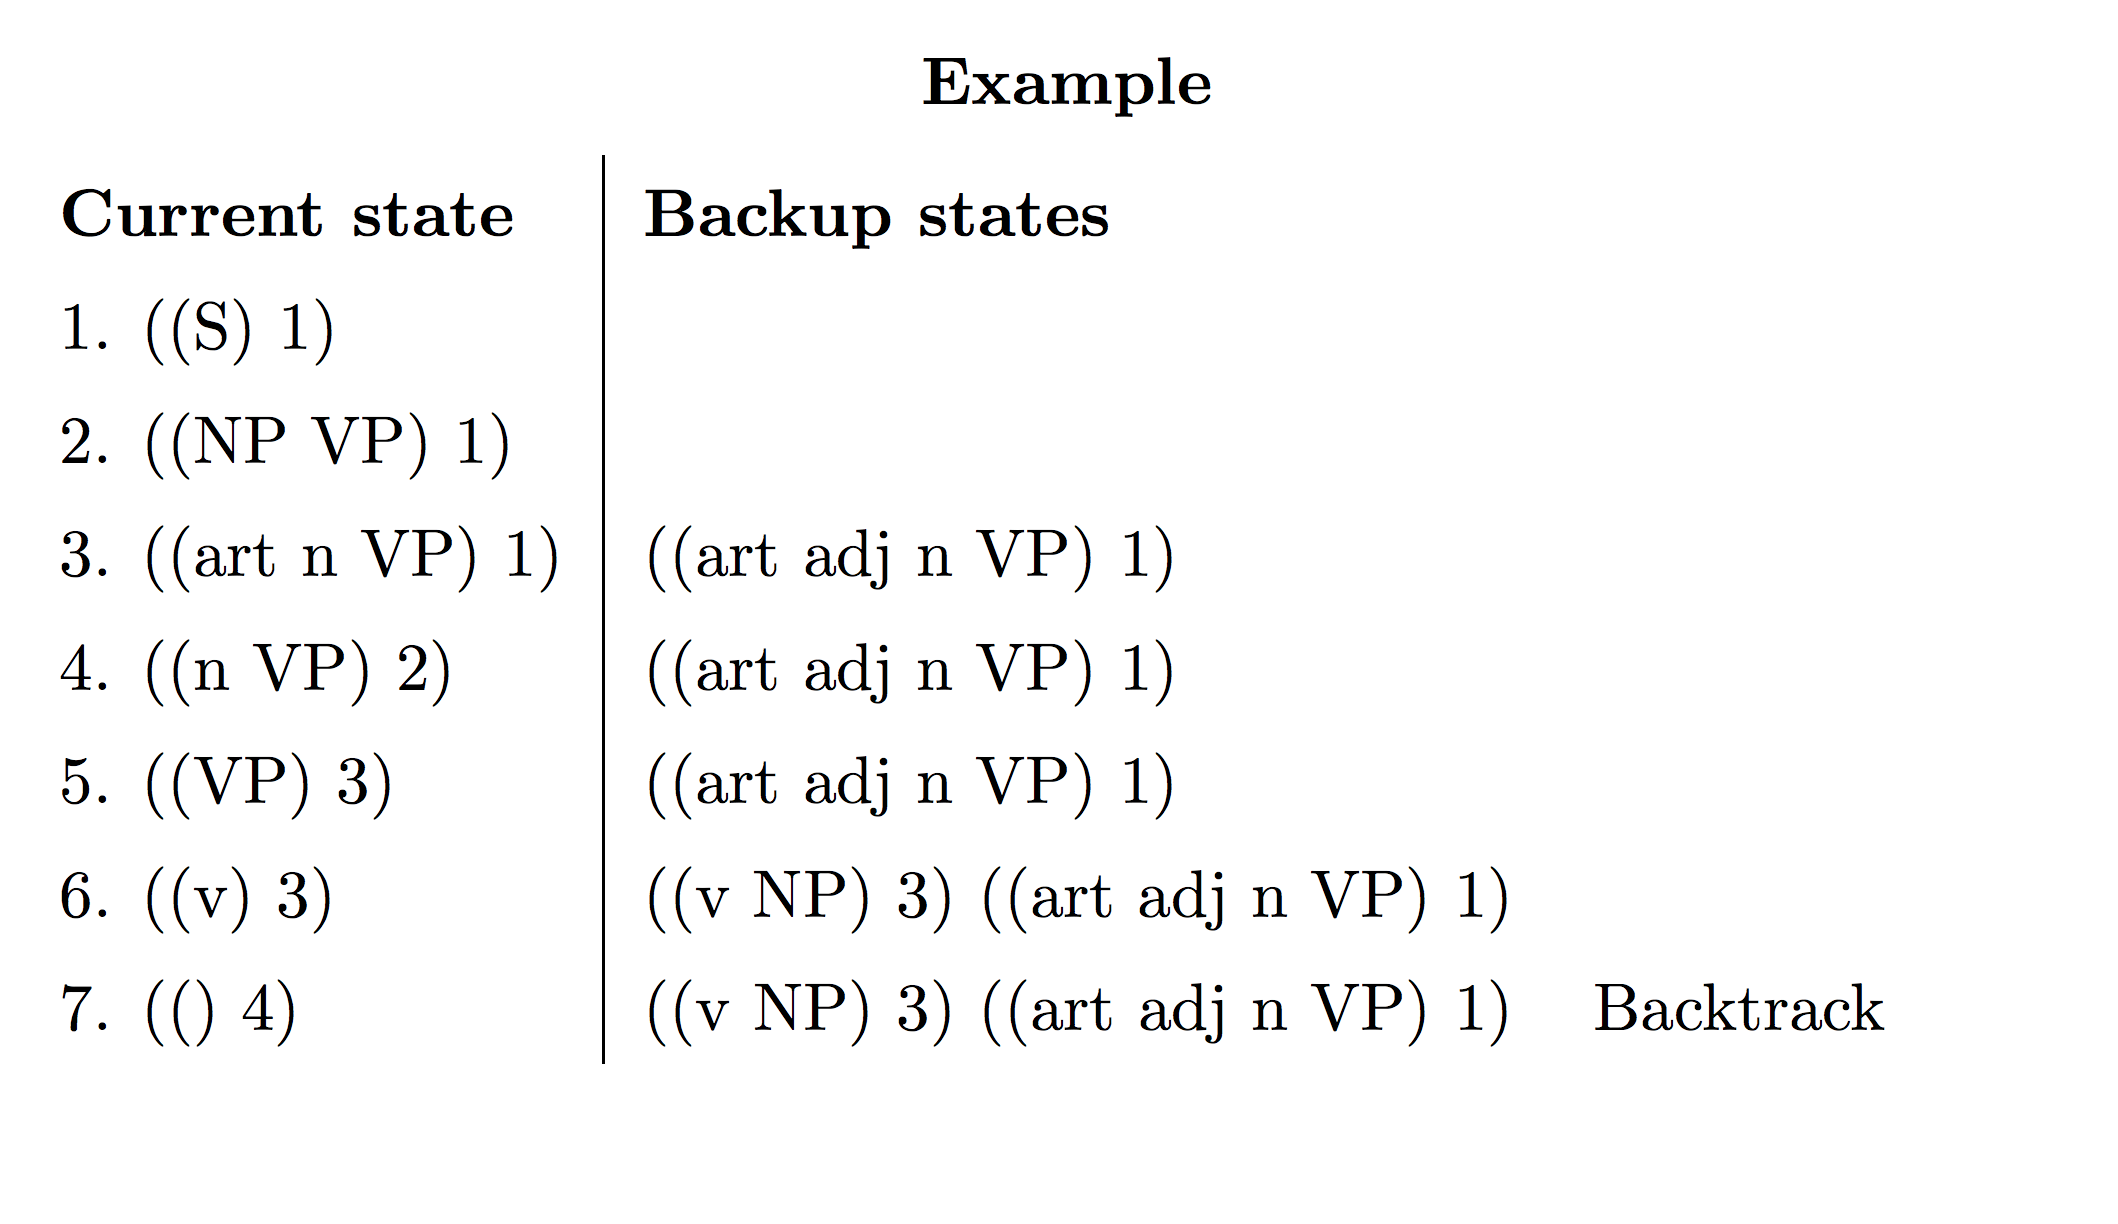 Example
Current state Backup states
1. ((S) 1)
2. ((NP VP) 1)
3. ((art n VP) 1) ((art adj n VP) 1)
4. ((n VP) 2) ((art adj n VP) 1)
5. ((VP) 3) ((art adj n VP) 1)
6. ((v) 3) ((v NP) 3) ((art adj n VP) 1)
7. (() 4) ((v NP) 3) ((art adj n VP) 1) Backtrack